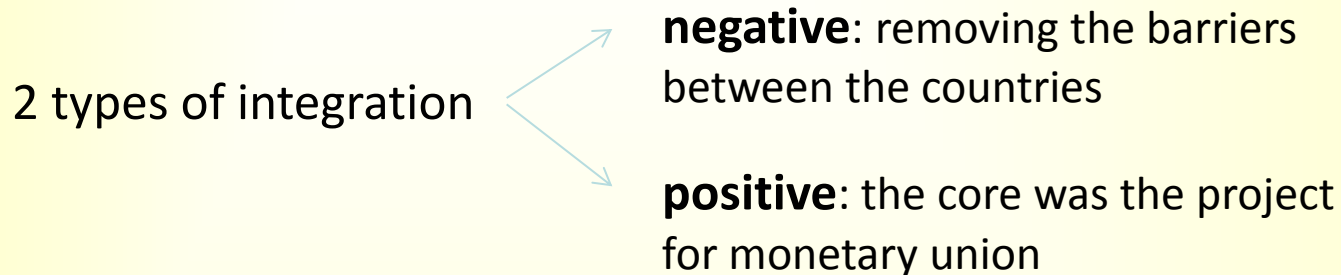 2 types of integration
negative: removing the barriers
between the countries
positive: the core was the project
for monetary union